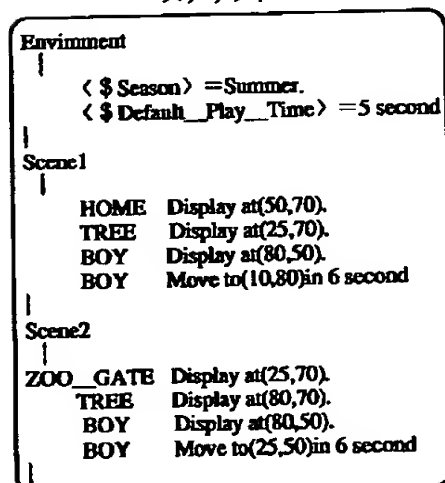 Envimment
{
〈 $ Season〉 =Summer.
〈 $ Default__Play__Time〉 =5 second
}
Scene1
{
HOME Display at(50,70).
TREE Display at(25,70).
BOY Display at(80,50).
BOY Move to(10,80)in 6 second
}
Scene2
{
ZOO__GATE Display at(25,70).
TREE Display at(80,70).
BOY Display at(80,50).
BOY Move to(25,50)in 6 second
}